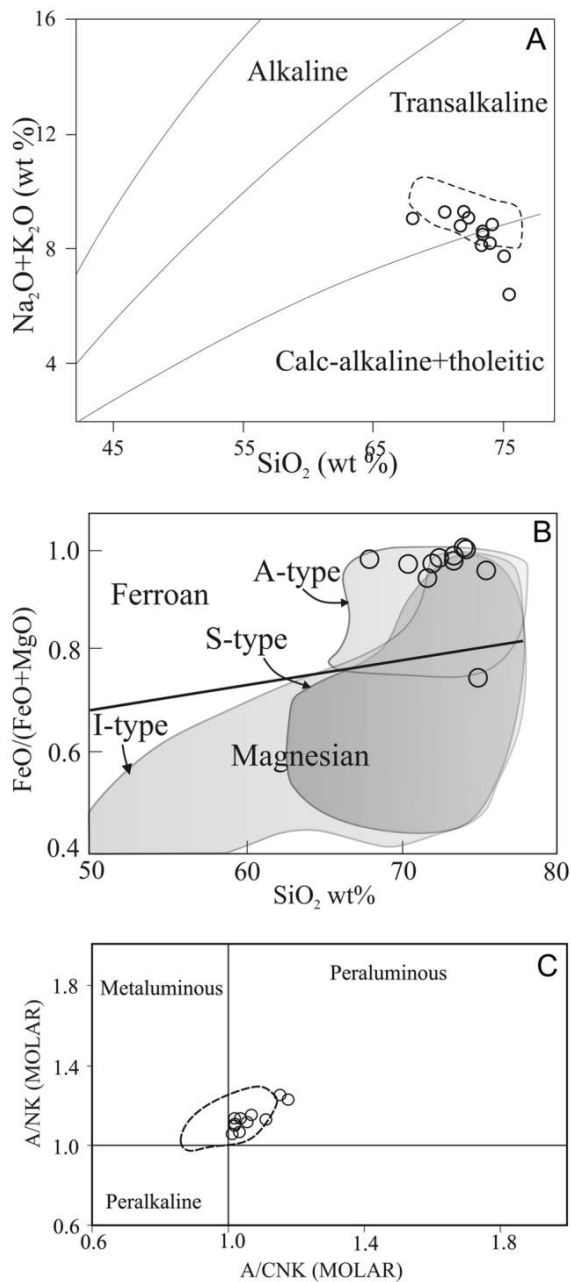 A
16
Alkaline
Transalkaline
12
Na₂O+K₂O (wt %)
8
4
Calc-alkaline+tholeitic
45
55
65
75
SiO₂ (wt %)
B
1.0
A-type
Ferroan
S-type
0.8
FeO/(FeO+MgO)
I-type
Magnesian
0.6
0.4
50
60
70
80
SiO₂ wt%
C
Metaluminous
Peraluminous
1.8
A/NK (MOLAR)
1.4
1.0
Peralkaline
0.6
0.6
1.0
1.4
1.8
A/CNK (MOLAR)